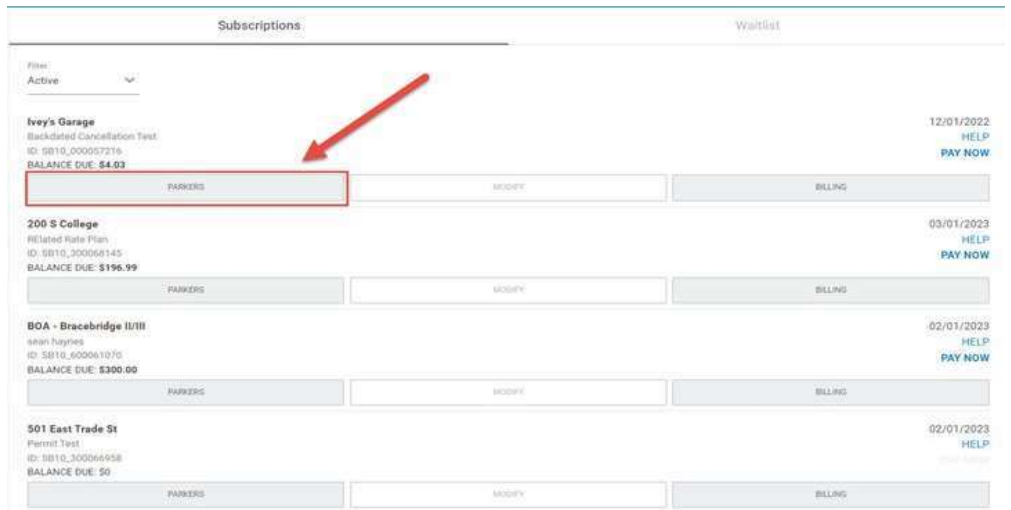 Subscriptions Waitlist
Filter
Active
Ivey's Garage 12/01/2022
Backdated Cancellation Test HELP
ID: SB10_000057216 PAY NOW
BALANCE DUE: $4.03
PARKERS MODIFY BILLING
200 S College 03/01/2023
RElated Rate Plan HELP
ID: SB10_300068145 PAY NOW
BALANCE DUE: $196.99
PARKERS MODIFY BILLING
BOA - Bracebridge II/III 02/01/2023
sean haynes HELP
ID: SB10_600061070 PAY NOW
BALANCE DUE: $300.00
PARKERS MODIFY BILLING
501 East Trade St 02/01/2023
Permit Test HELP
ID: SB10_300066958
BALANCE DUE: $0
PARKERS MODIFY BILLING